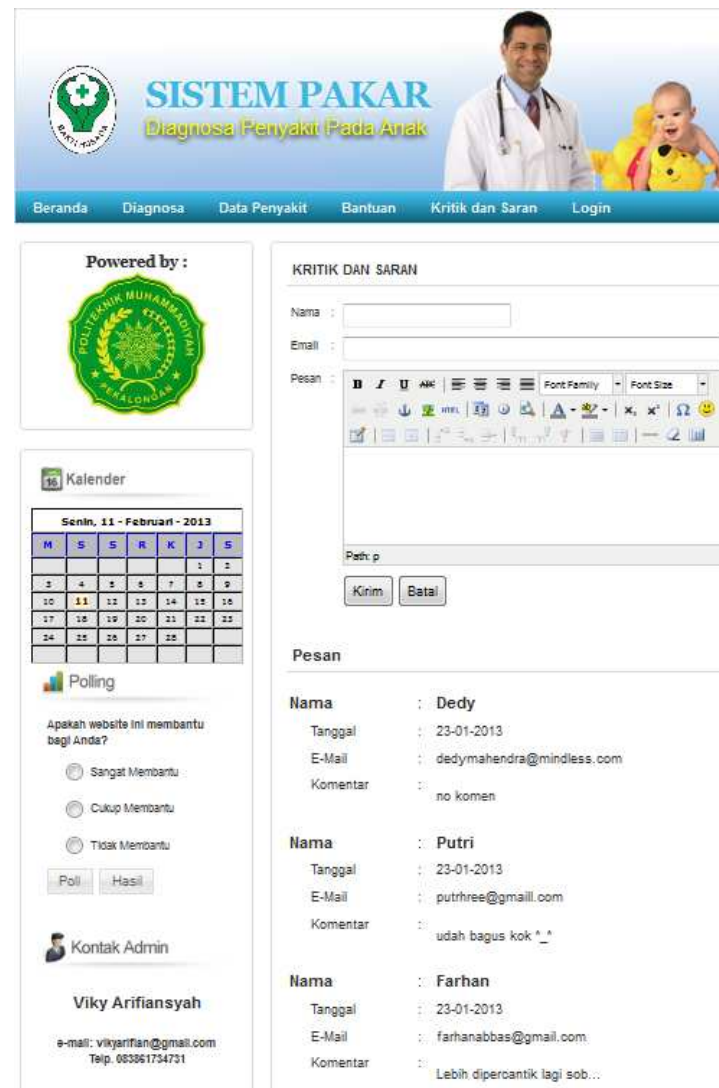 SISTEM PAKAR
Diagnosa Penyakit Pada Anak
BAKTI HUSADA
Beranda Diagnosa Data Penyakit Bantuan Kritik dan Saran Login
Powered by :
POLITEKNIK MUHAMMADIYAH
PEKALONGAN
16 Kalender
Senin, 11 - Februari - 2013
M S S R K J S
1 2
3 4 5 6 7 8 9
10 11 12 13 14 15 16
17 18 19 20 21 22 23
24 25 26 27 28
Polling
Apakah website ini membantu
bagi Anda?
Sangat Membantu
Cukup Membantu
Tidak Membantu
Poll Hasil
Kontak Admin
Viky Arifiansyah
e-mail: vikyarifian@gmail.com
Telp. 083861734731
KRITIK DAN SARAN
Nama :
Email :
Pesan :
B I U ABC Font Family Font Size
HTML A ab x, x² Ω
Path: p
Kirim Batal
Pesan
Nama : Dedy
Tanggal : 23-01-2013
E-Mail : dedymahendra@mindless.com
Komentar :
no komen
Nama : Putri
Tanggal : 23-01-2013
E-Mail : putrhree@gmaill.com
Komentar :
udah bagus kok *_*
Nama : Farhan
Tanggal : 23-01-2013
E-Mail : farhanabbas@gmail.com
Komentar :
Lebih dipercantik lagi sob...